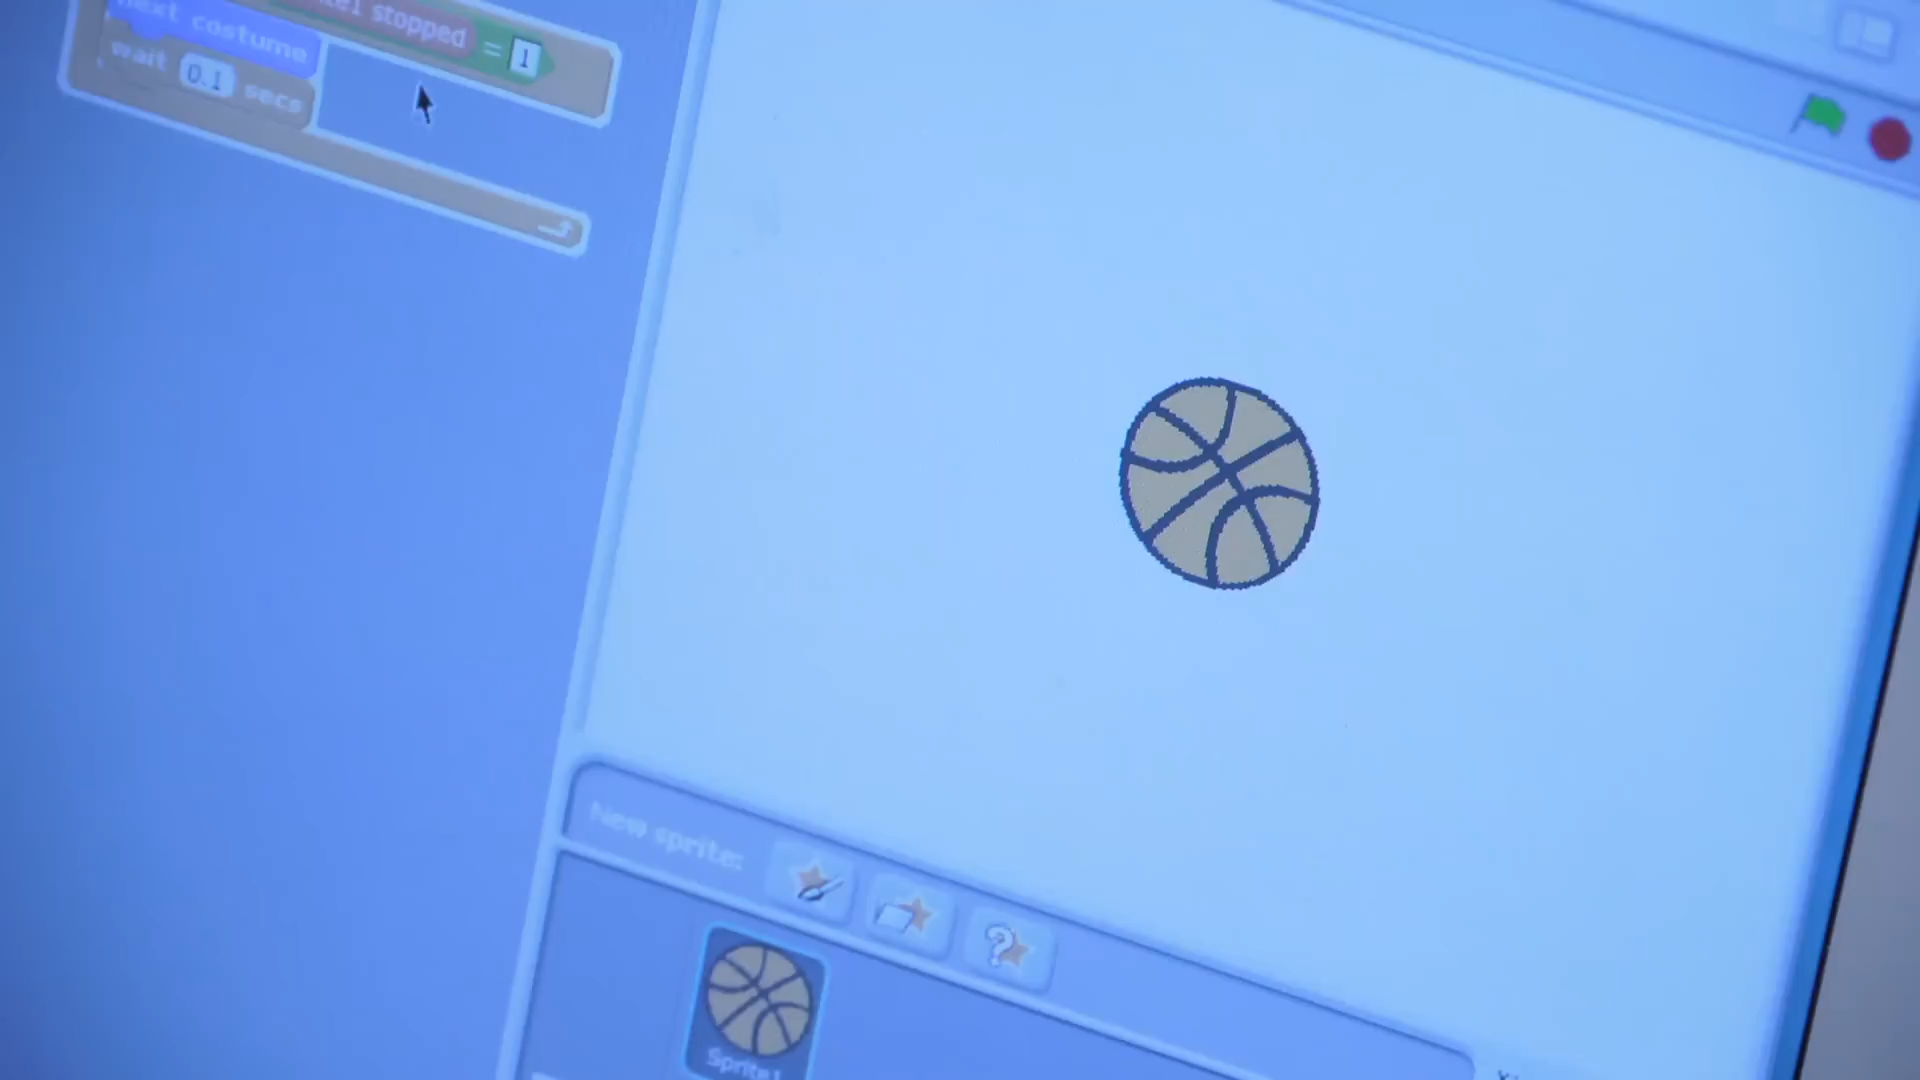 stopped = 1
next costume
wait 0.1 secs
New sprite:
Sprite1